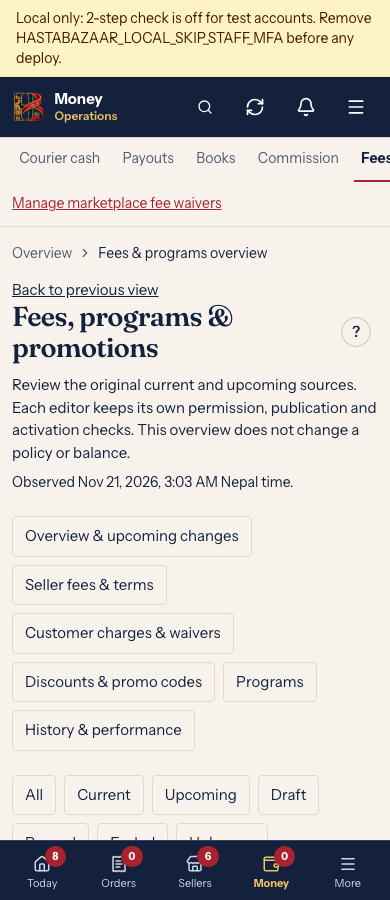 Local only: 2-step check is off for test accounts. Remove
HASTABAZAAR_LOCAL_SKIP_STAFF_MFA before any
deploy.
Money
Operations
Courier cash Payouts Books Commission Fees
Manage marketplace fee waivers
Overview > Fees & programs overview
Back to previous view
Fees, programs &
promotions
?
Review the original current and upcoming sources.
Each editor keeps its own permission, publication and
activation checks. This overview does not change a
policy or balance.
Observed Nov 21, 2026, 3:03 AM Nepal time.
Overview & upcoming changes
Seller fees & terms
Customer charges & waivers
Discounts & promo codes Programs
History & performance
All Current Upcoming Draft
8 0 6 0
Today Orders Sellers Money More